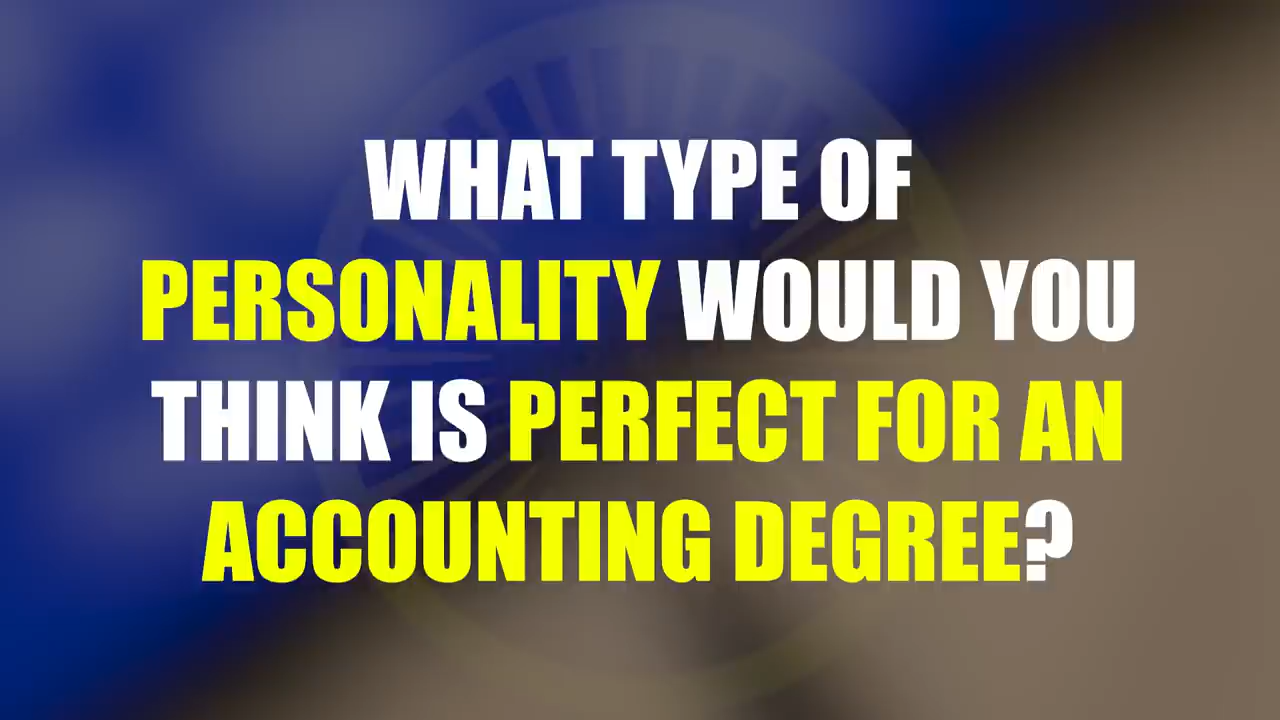 WHAT TYPE OF
PERSONALITY WOULD YOU
THINK IS PERFECT FOR AN
ACCOUNTING DEGREE?